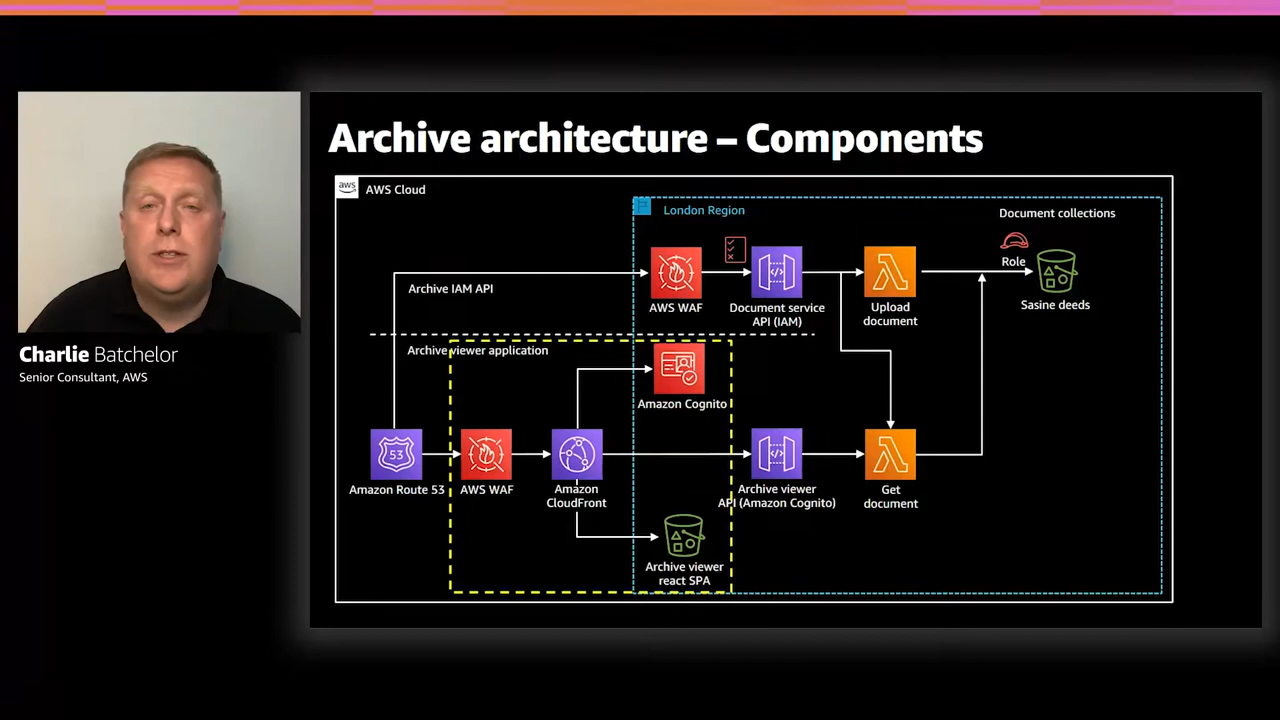 Archive architecture – Components
aws
AWS Cloud
London Region
Document collections
Role
Archive IAM API
AWS WAF
Document service
API (IAM)
Upload
document
Sasine deeds
Archive viewer application
Amazon Cognito
53
Amazon Route 53
AWS WAF
Amazon
CloudFront
Archive viewer
API (Amazon Cognito)
Get
document
Archive viewer
react SPA
Charlie Batchelor
Senior Consultant, AWS